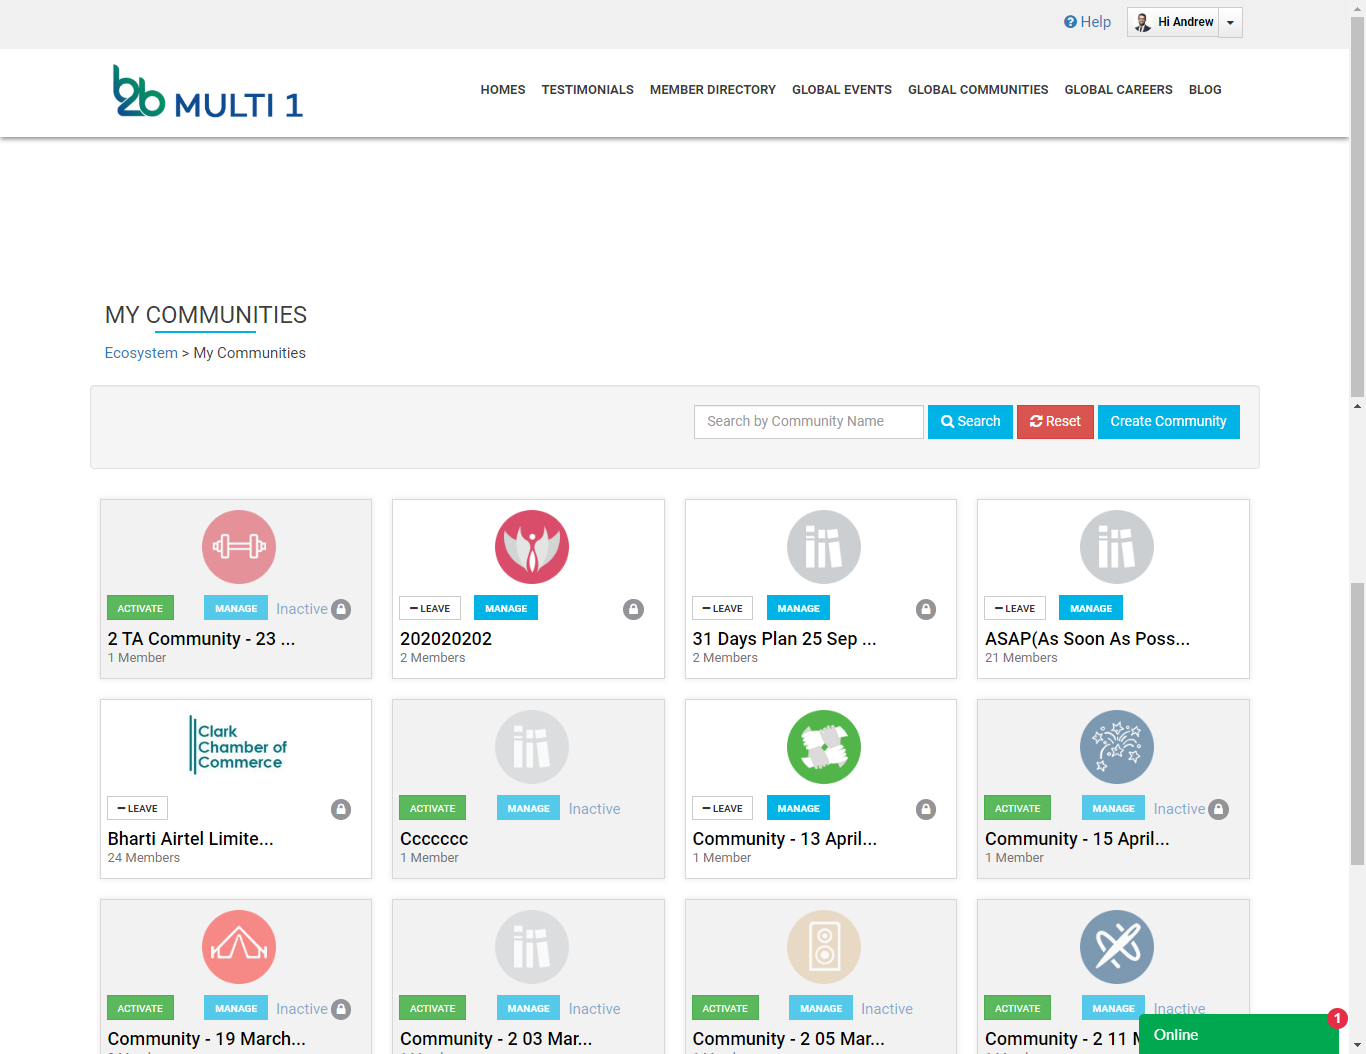 Help
Hi Andrew
b2b MULTI 1
HOMES TESTIMONIALS MEMBER DIRECTORY GLOBAL EVENTS GLOBAL COMMUNITIES GLOBAL CAREERS BLOG
MY COMMUNITIES
Ecosystem > My Communities
Search by Community Name Search Reset Create Community
ACTIVATE MANAGE Inactive
2 TA Community - 23 ...
1 Member
LEAVE MANAGE
202020202
2 Members
LEAVE MANAGE
31 Days Plan 25 Sep ...
2 Members
LEAVE MANAGE
ASAP(As Soon As Poss...
21 Members
Clark
Chamber of
Commerce
LEAVE
Bharti Airtel Limite...
24 Members
ACTIVATE MANAGE Inactive
Ccccccc
1 Member
LEAVE MANAGE
Community - 13 April...
1 Member
ACTIVATE MANAGE Inactive
Community - 15 April...
1 Member
ACTIVATE MANAGE Inactive
Community - 19 March...
ACTIVATE MANAGE Inactive
Community - 2 03 Mar...
ACTIVATE MANAGE Inactive
Community - 2 05 Mar...
ACTIVATE MANAGE Inactive
Community - 2 11
Online
1